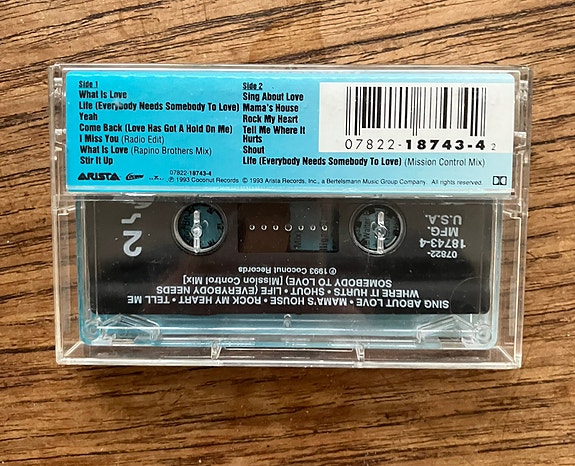 Side 1
What Is Love
Life (Everybody Needs Somebody To Love)
Yeah
Come Back (Love Has Got A Hold On Me)
I Miss You (Radio Edit)
What Is Love (Rapino Brothers Mix)
Stir It Up
Side 2
Sing About Love
Mama's House
Rock My Heart
Tell Me Where It
Hurts
Shout
Life (Everybody Needs Somebody To Love) (Mission Control Mix)
07822-18743-4 2
07822-18743-4
ARISTA
℗ 1993 Coconut Records © 1993 Arista Records, Inc., a Bertelsmann Music Group Company. All rights reserved.
2
07822-
18743-4
MFG.
U.S.A.
℗ 1993 Coconut Records
SING ABOUT LOVE • MAMA'S HOUSE • ROCK MY HEART • TELL ME
WHERE IT HURTS • SHOUT • LIFE (EVERYBODY NEEDS
SOMEBODY TO LOVE) [Mission Control Mix]